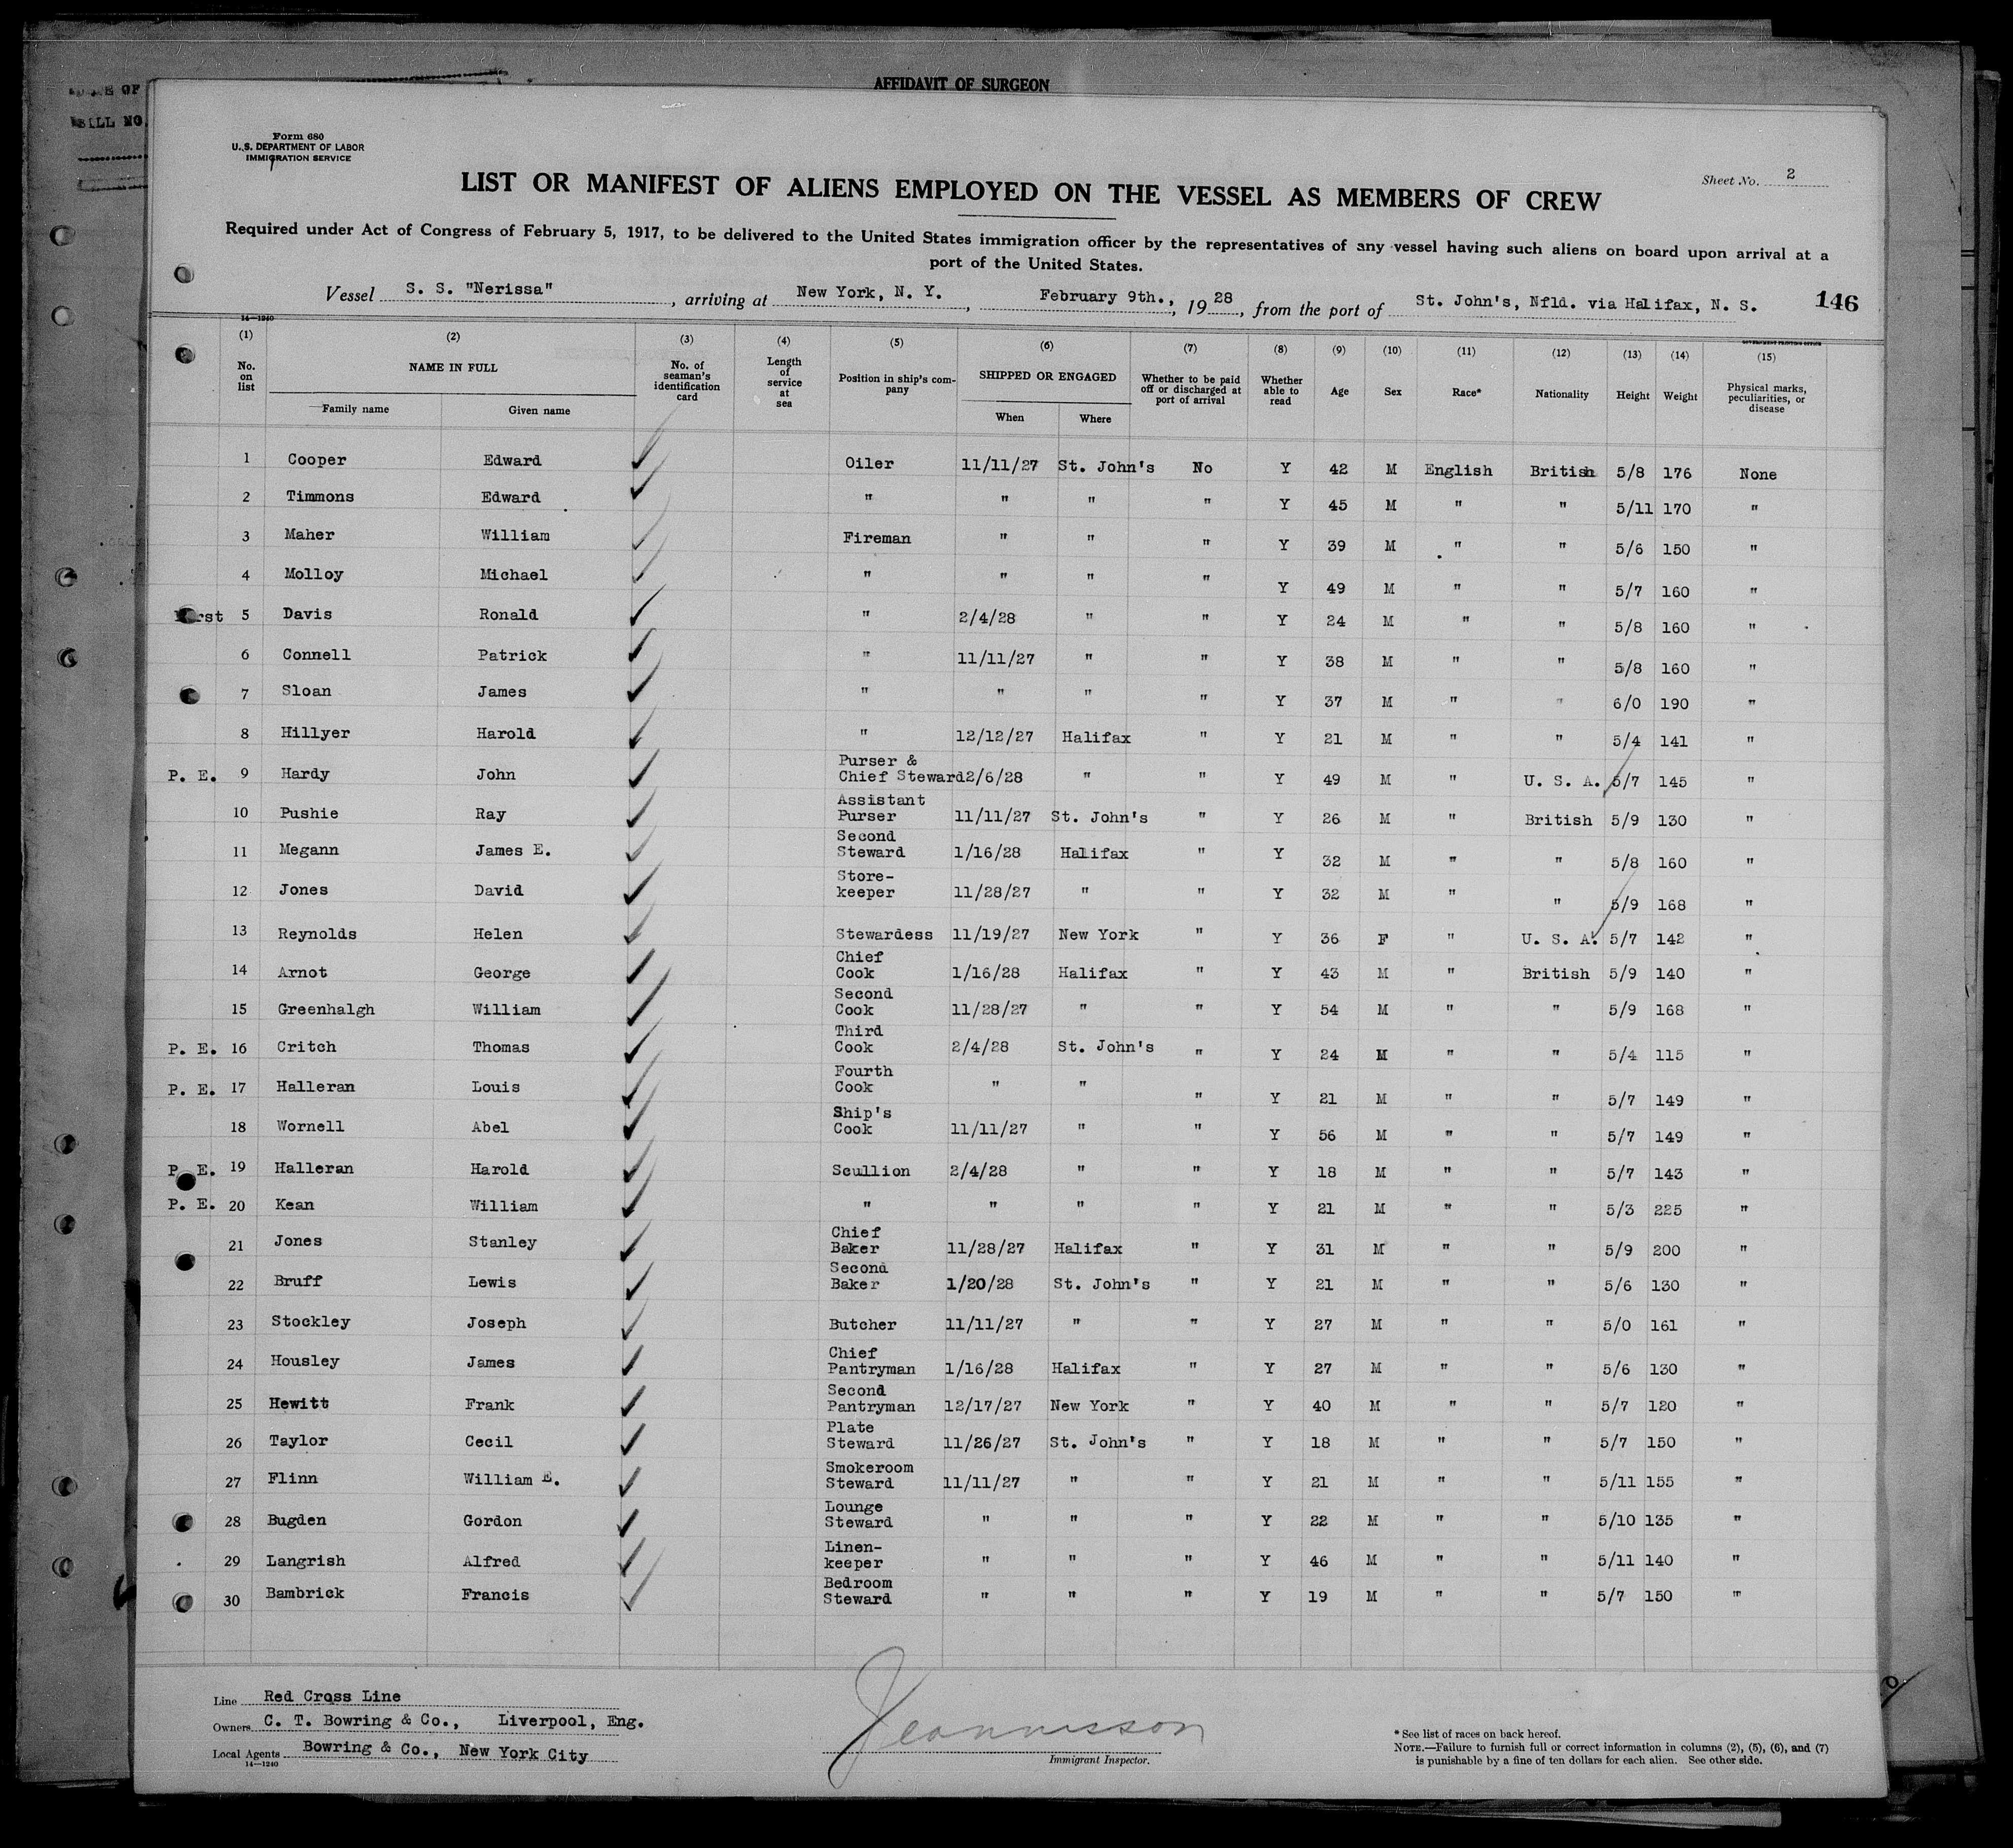 AFFIDAVIT OF SURGEON
E OF
BILL NO.
Form 680
U. S. DEPARTMENT OF LABOR
IMMIGRATION SERVICE
Sheet No. 2
LIST OR MANIFEST OF ALIENS EMPLOYED ON THE VESSEL AS MEMBERS OF CREW
Required under Act of Congress of February 5, 1917, to be delivered to the United States immigration officer by the representatives of any vessel having such aliens on board upon arrival at a
port of the United States.
Vessel S. S. "Nerissa", arriving at New York, N. Y., February 9th., 1928, from the port of St. John's, Nfld. via Halifax, N. S. 146
14—1240
GOVERNMENT PRINTING OFFICE
(1) (2) (3) (4) (5) (6) (7) (8) (9) (10) (11) (12) (13) (14) (15)
No. on list NAME IN FULL No. of seaman's identification card Length of service at sea Position in ship's company SHIPPED OR ENGAGED Whether to be paid off or discharged at port of arrival Whether able to read Age Sex Race* Nationality Height Weight Physical marks, peculiarities, or disease
Family name Given name When Where
1 Cooper Edward Oiler 11/11/27 St. John's No Y 42 M English British 5/8 176 None
2 Timmons Edward " " " " Y 45 M " " 5/11 170 "
3 Maher William Fireman " " " Y 39 M " " 5/6 150 "
4 Molloy Michael " " " " Y 49 M " " 5/7 160 "
rst 5 Davis Ronald " 2/4/28 " " Y 24 M " " 5/8 160 "
6 Connell Patrick " 11/11/27 " " Y 38 M " " 5/8 160 "
7 Sloan James " " " " Y 37 M " " 6/0 190 "
8 Hillyer Harold " 12/12/27 Halifax " Y 21 M " " 5/4 141 "
P. E. 9 Hardy John Purser & Chief Steward 2/6/28 " " Y 49 M " U. S. A. 5/7 145 "
10 Pushie Ray Assistant Purser 11/11/27 St. John's " Y 26 M " British 5/9 130 "
11 Megann James E. Second Steward 1/16/28 Halifax " Y 32 M " " 5/8 160 "
12 Jones David Store-keeper 11/28/27 " " Y 32 M " " 5/9 168 "
13 Reynolds Helen Stewardess 11/19/27 New York " Y 36 F " U. S. A. 5/7 142 "
14 Arnot George Chief Cook 1/16/28 Halifax " Y 43 M " British 5/9 140 "
15 Greenhalgh William Second Cook 11/28/27 " " Y 54 M " " 5/9 168 "
P. E. 16 Critch Thomas Third Cook 2/4/28 St. John's " Y 24 M " " 5/4 115 "
P. E. 17 Halleran Louis Fourth Cook " " " Y 21 M " " 5/7 149 "
18 Wornell Abel Ship's Cook 11/11/27 " " Y 56 M " " 5/7 149 "
P. E. 19 Halleran Harold Scullion 2/4/28 " " Y 18 M " " 5/7 143 "
P. E. 20 Kean William " " " " Y 21 M " " 5/3 225 "
21 Jones Stanley Chief Baker 11/28/27 Halifax " Y 31 M " " 5/9 200 "
22 Bruff Lewis Second Baker 1/20/28 St. John's " Y 21 M " " 5/6 130 "
23 Stockley Joseph Butcher 11/11/27 " " Y 27 M " " 5/0 161 "
24 Housley James Chief Pantryman 1/16/28 Halifax " Y 27 M " " 5/6 130 "
25 Hewitt Frank Second Pantryman 12/17/27 New York " Y 40 M " " 5/7 120 "
26 Taylor Cecil Plate Steward 11/26/27 St. John's " Y 18 M " " 5/7 150 "
27 Flinn William E. Smokeroom Steward 11/11/27 " " Y 21 M " " 5/11 155 "
28 Bugden Gordon Lounge Steward " " " Y 22 M " " 5/10 135 "
29 Langrish Alfred Linen-keeper " " " Y 46 M " " 5/11 140 "
30 Bambrick Francis Bedroom Steward " " " Y 19 M " " 5/7 150 "
Line Red Cross Line
Owners C. T. Bowring & Co., Liverpool, Eng.
Local Agents Bowring & Co., New York City
14—1240
Immigrant Inspector.
* See list of races on back hereof.
NOTE.—Failure to furnish full or correct information in columns (2), (5), (6), and (7)
is punishable by a fine of ten dollars for each alien. See other side.